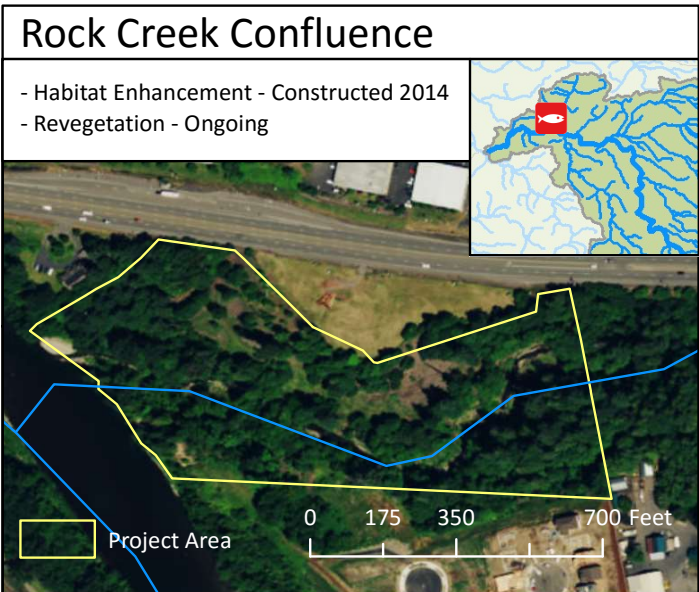 Rock Creek Confluence
- Habitat Enhancement - Constructed 2014
- Revegetation - Ongoing
0 175 350 700 Feet
Project Area